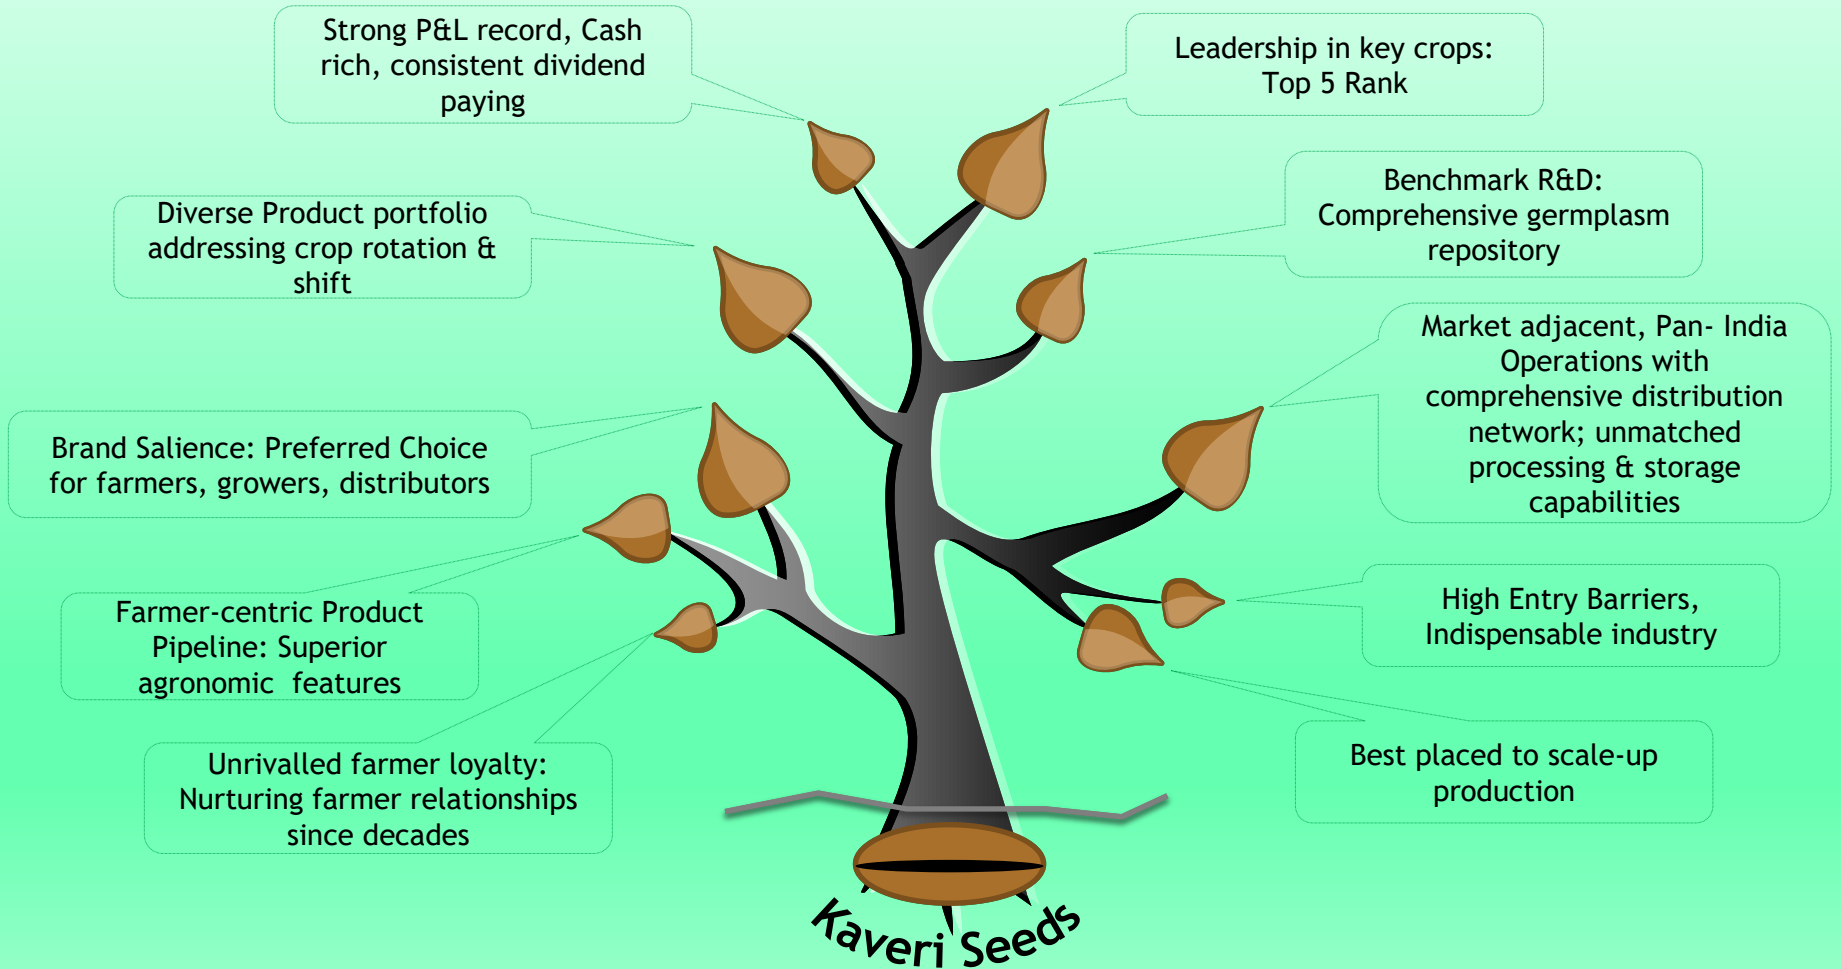 Strong P&L record, Cash
rich, consistent dividend
paying
Leadership in key crops:
Top 5 Rank
Diverse Product portfolio
addressing crop rotation &
shift
Benchmark R&D:
Comprehensive germplasm
repository
Brand Salience: Preferred Choice
for farmers, growers, distributors
Market adjacent, Pan- India
Operations with
comprehensive distribution
network; unmatched
processing & storage
capabilities
Farmer-centric Product
Pipeline: Superior
agronomic  features
High Entry Barriers,
Indispensable industry
Unrivalled farmer loyalty:
Nurturing farmer relationships
since decades
Best placed to scale-up
production
Kaveri Seeds